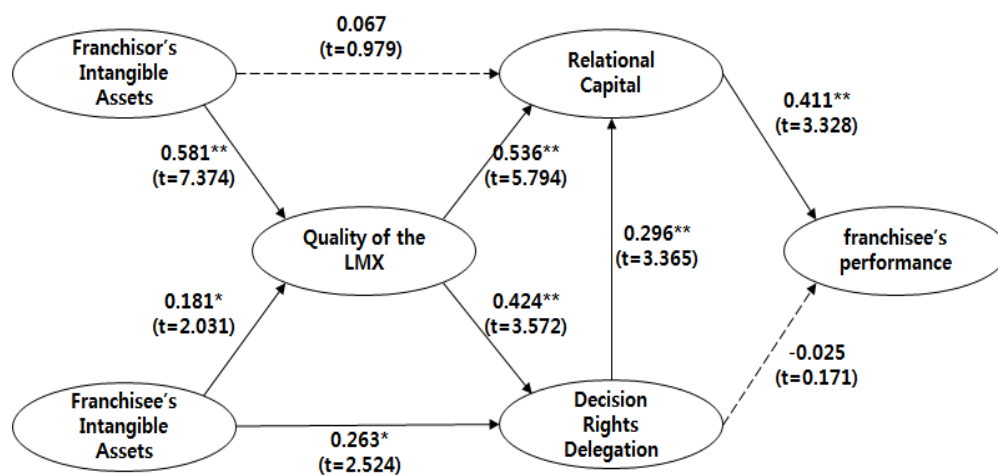 Franchisor's
Intangible
Assets
0.067
(t=0.979)
Relational
Capital
0.411**
(t=3.328)
0.581**
(t=7.374)
0.536**
(t=5.794)
Quality of the
LMX
0.296**
(t=3.365)
franchisee's
performance
0.181*
(t=2.031)
0.424**
(t=3.572)
-0.025
(t=0.171)
Franchisee's
Intangible
Assets
0.263*
(t=2.524)
Decision
Rights
Delegation